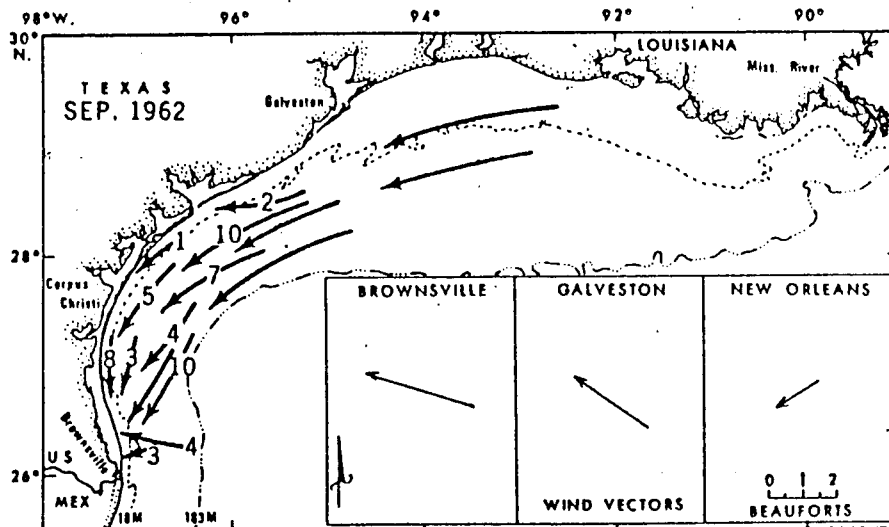 98° W. 96° 94° 92° 90°
30° N.
LOUISIANA
Miss. River
TEXAS
SEP. 1962
Galveston
2
1
10
28°
7
Corpus Christi
5
4
8
3
10
BROWNSVILLE
GALVESTON
NEW ORLEANS
Brownsville
4
3
US
26°
MEX
18M
183M
WIND VECTORS
0 1 2
BEAUFORTS